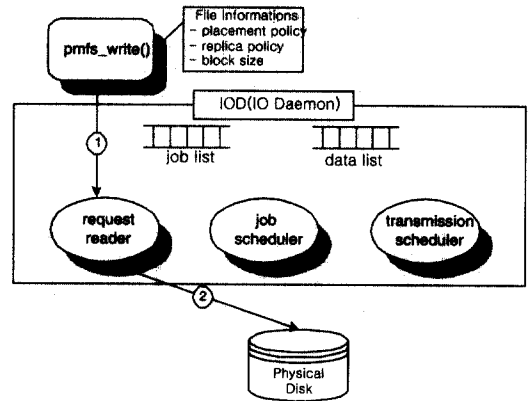 File Informations
- placement policy
- replica policy
- block size
pmfs_write()
IOD(IO Daemon)
1
job list
data list
request
reader
job
scheduler
transmission
scheduler
2
Physical
Disk